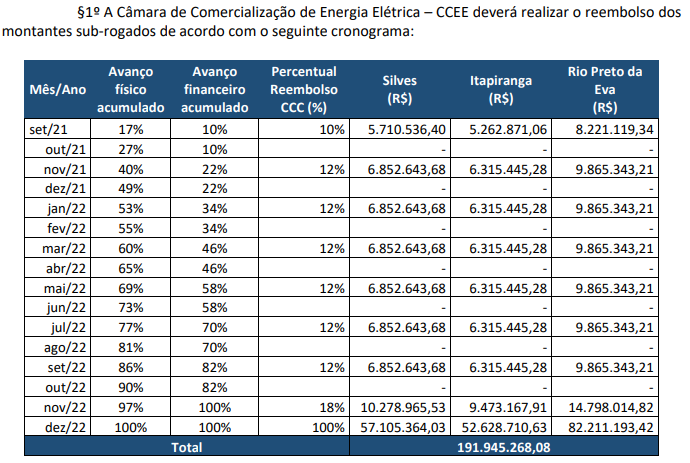 §1º A Câmara de Comercialização de Energia Elétrica – CCEE deverá realizar o reembolso dos
montantes sub-rogados de acordo com o seguinte cronograma:
Mês/Ano Avanço físico acumulado Avanço financeiro acumulado Percentual Reembolso CCC (%) Silves (R$) Itapiranga (R$) Rio Preto da Eva (R$)
set/21 17% 10% 10% 5.710.536,40 5.262.871,06 8.221.119,34
out/21 27% 10% - - -
nov/21 40% 22% 12% 6.852.643,68 6.315.445,28 9.865.343,21
dez/21 49% 22% - - -
jan/22 53% 34% 12% 6.852.643,68 6.315.445,28 9.865.343,21
fev/22 55% 34% - - -
mar/22 60% 46% 12% 6.852.643,68 6.315.445,28 9.865.343,21
abr/22 65% 46% - - -
mai/22 69% 58% 12% 6.852.643,68 6.315.445,28 9.865.343,21
jun/22 73% 58% - - -
jul/22 77% 70% 12% 6.852.643,68 6.315.445,28 9.865.343,21
ago/22 81% 70% - - -
set/22 86% 82% 12% 6.852.643,68 6.315.445,28 9.865.343,21
out/22 90% 82% - - -
nov/22 97% 100% 18% 10.278.965,53 9.473.167,91 14.798.014,82
dez/22 100% 100% 100% 57.105.364,03 52.628.710,63 82.211.193,42
Total 191.945.268,08